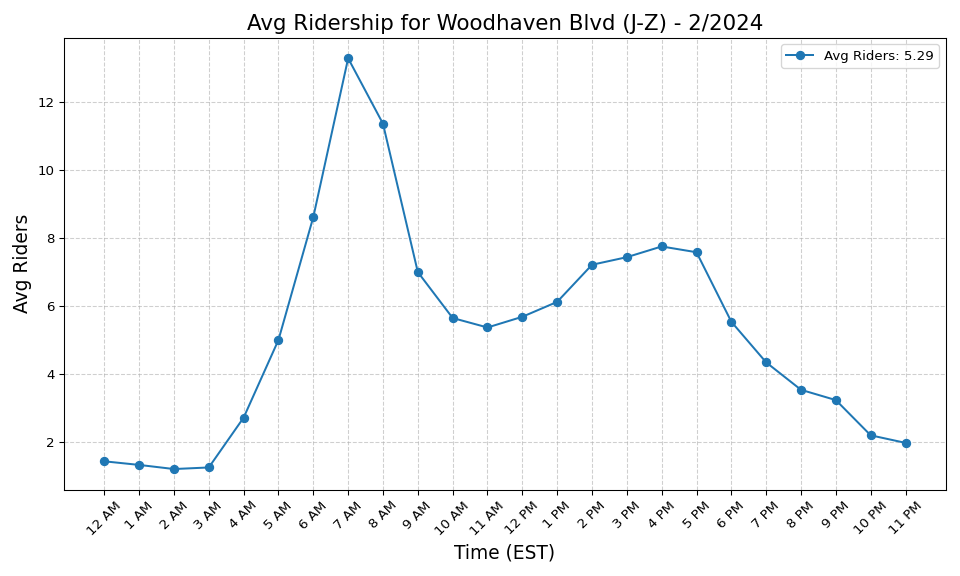 Avg Ridership for Woodhaven Blvd (J-Z) - 2/2024
Avg Riders: 5.29
Avg Riders
12
10
8
6
4
2
12 AM
1 AM
2 AM
3 AM
4 AM
5 AM
6 AM
7 AM
8 AM
9 AM
10 AM
11 AM
12 PM
1 PM
2 PM
3 PM
4 PM
5 PM
6 PM
7 PM
8 PM
9 PM
10 PM
11 PM
Time (EST)